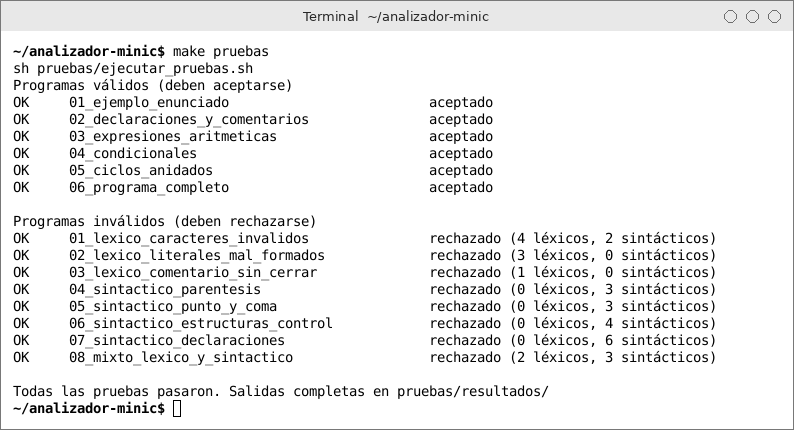 Terminal  ~/analizador-minic
~/analizador-minic$ make pruebas
sh pruebas/ejecutar_pruebas.sh
Programas válidos (deben aceptarse)
OK     01_ejemplo_enunciado                         aceptado
OK     02_declaraciones_y_comentarios               aceptado
OK     03_expresiones_aritmeticas                   aceptado
OK     04_condicionales                             aceptado
OK     05_ciclos_anidados                           aceptado
OK     06_programa_completo                         aceptado

Programas inválidos (deben rechazarse)
OK     01_lexico_caracteres_invalidos               rechazado (4 léxicos, 2 sintácticos)
OK     02_lexico_literales_mal_formados             rechazado (3 léxicos, 0 sintácticos)
OK     03_lexico_comentario_sin_cerrar              rechazado (1 léxicos, 0 sintácticos)
OK     04_sintactico_parentesis                     rechazado (0 léxicos, 3 sintácticos)
OK     05_sintactico_punto_y_coma                   rechazado (0 léxicos, 3 sintácticos)
OK     06_sintactico_estructuras_control            rechazado (0 léxicos, 4 sintácticos)
OK     07_sintactico_declaraciones                  rechazado (0 léxicos, 6 sintácticos)
OK     08_mixto_lexico_y_sintactico                 rechazado (2 léxicos, 3 sintácticos)

Todas las pruebas pasaron. Salidas completas en pruebas/resultados/
~/analizador-minic$